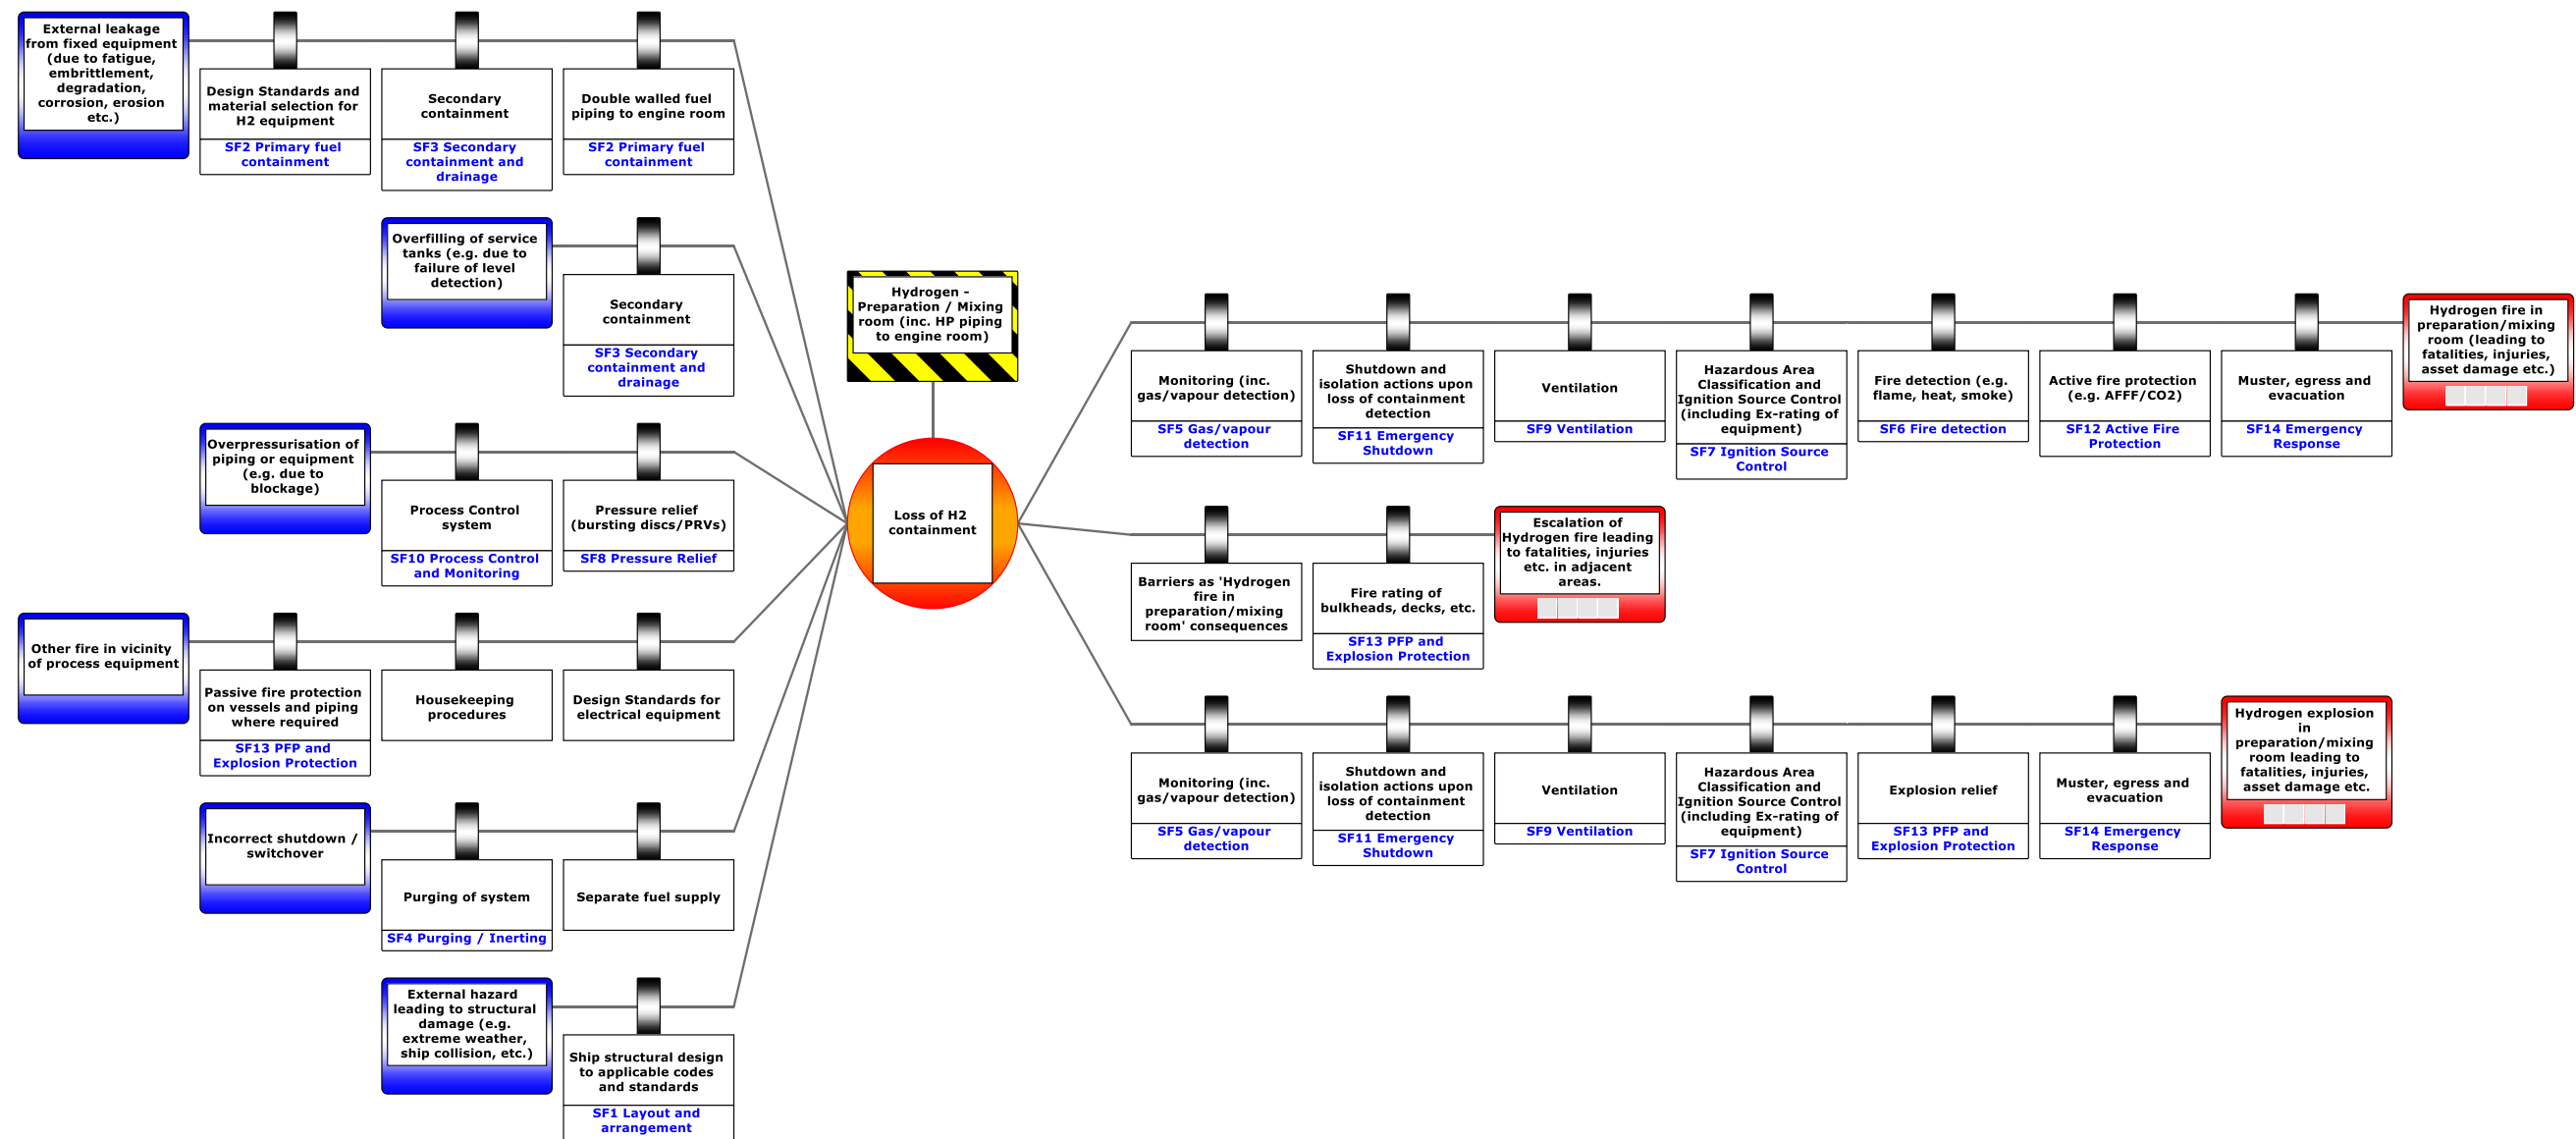 External leakage
from fixed equipment
(due to fatigue,
embrittlement,
degradation,
corrosion, erosion
etc.)
Design Standards and
material selection for
H2 equipment
SF2 Primary fuel
containment
Secondary
containment
SF3 Secondary
containment and
drainage
Double walled fuel
piping to engine room
SF2 Primary fuel
containment
Overfilling of service
tanks (e.g. due to
failure of level
detection)
Secondary
containment
SF3 Secondary
containment and
drainage
Overpressurisation of
piping or equipment
(e.g. due to
blockage)
Process Control
system
SF10 Process Control
and Monitoring
Pressure relief
(bursting discs/PRVs)
SF8 Pressure Relief
Other fire in vicinity
of process equipment
Passive fire protection
on vessels and piping
where required
SF13 PFP and
Explosion Protection
Housekeeping
procedures
Design Standards for
electrical equipment
Incorrect shutdown /
switchover
Purging of system
SF4 Purging / Inerting
Separate fuel supply
External hazard
leading to structural
damage (e.g.
extreme weather,
ship collision, etc.)
Ship structural design
to applicable codes
and standards
SF1 Layout and
arrangement
Hydrogen -
Preparation / Mixing
room (inc. HP piping
to engine room)
Loss of H2
containment
Monitoring (inc.
gas/vapour detection)
SF5 Gas/vapour
detection
Shutdown and
isolation actions upon
loss of containment
detection
SF11 Emergency
Shutdown
Ventilation
SF9 Ventilation
Hazardous Area
Classification and
Ignition Source Control
(including Ex-rating of
equipment)
SF7 Ignition Source
Control
Fire detection (e.g.
flame, heat, smoke)
SF6 Fire detection
Active fire protection
(e.g. AFFF/CO2)
SF12 Active Fire
Protection
Muster, egress and
evacuation
SF14 Emergency
Response
Hydrogen fire in
preparation/mixing
room (leading to
fatalities, injuries,
asset damage etc.)
Barriers as 'Hydrogen
fire in
preparation/mixing
room' consequences
Fire rating of
bulkheads, decks, etc.
SF13 PFP and
Explosion Protection
Escalation of
Hydrogen fire leading
to fatalities, injuries
etc. in adjacent
areas.
Monitoring (inc.
gas/vapour detection)
SF5 Gas/vapour
detection
Shutdown and
isolation actions upon
loss of containment
detection
SF11 Emergency
Shutdown
Ventilation
SF9 Ventilation
Hazardous Area
Classification and
Ignition Source Control
(including Ex-rating of
equipment)
SF7 Ignition Source
Control
Explosion relief
SF13 PFP and
Explosion Protection
Muster, egress and
evacuation
SF14 Emergency
Response
Hydrogen explosion
in
preparation/mixing
room leading to
fatalities, injuries,
asset damage etc.